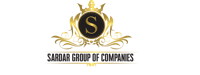 S
SARDAR GROUP OF COMPANIES